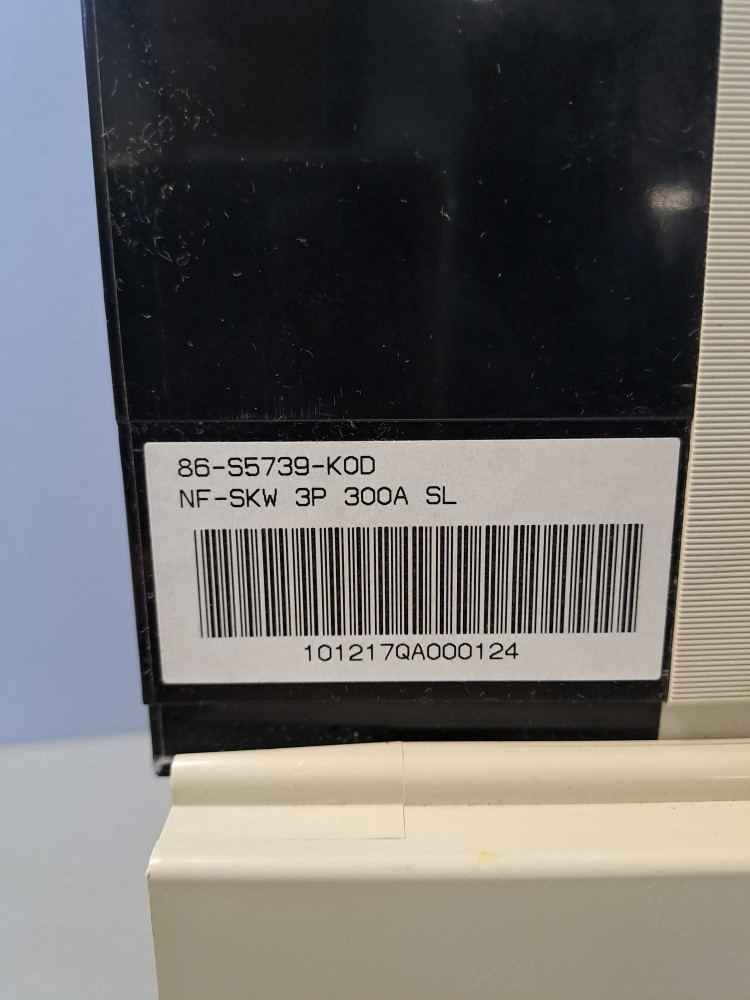 86-S5739-K0D
NF-SKW 3P 300A SL
101217QA000124